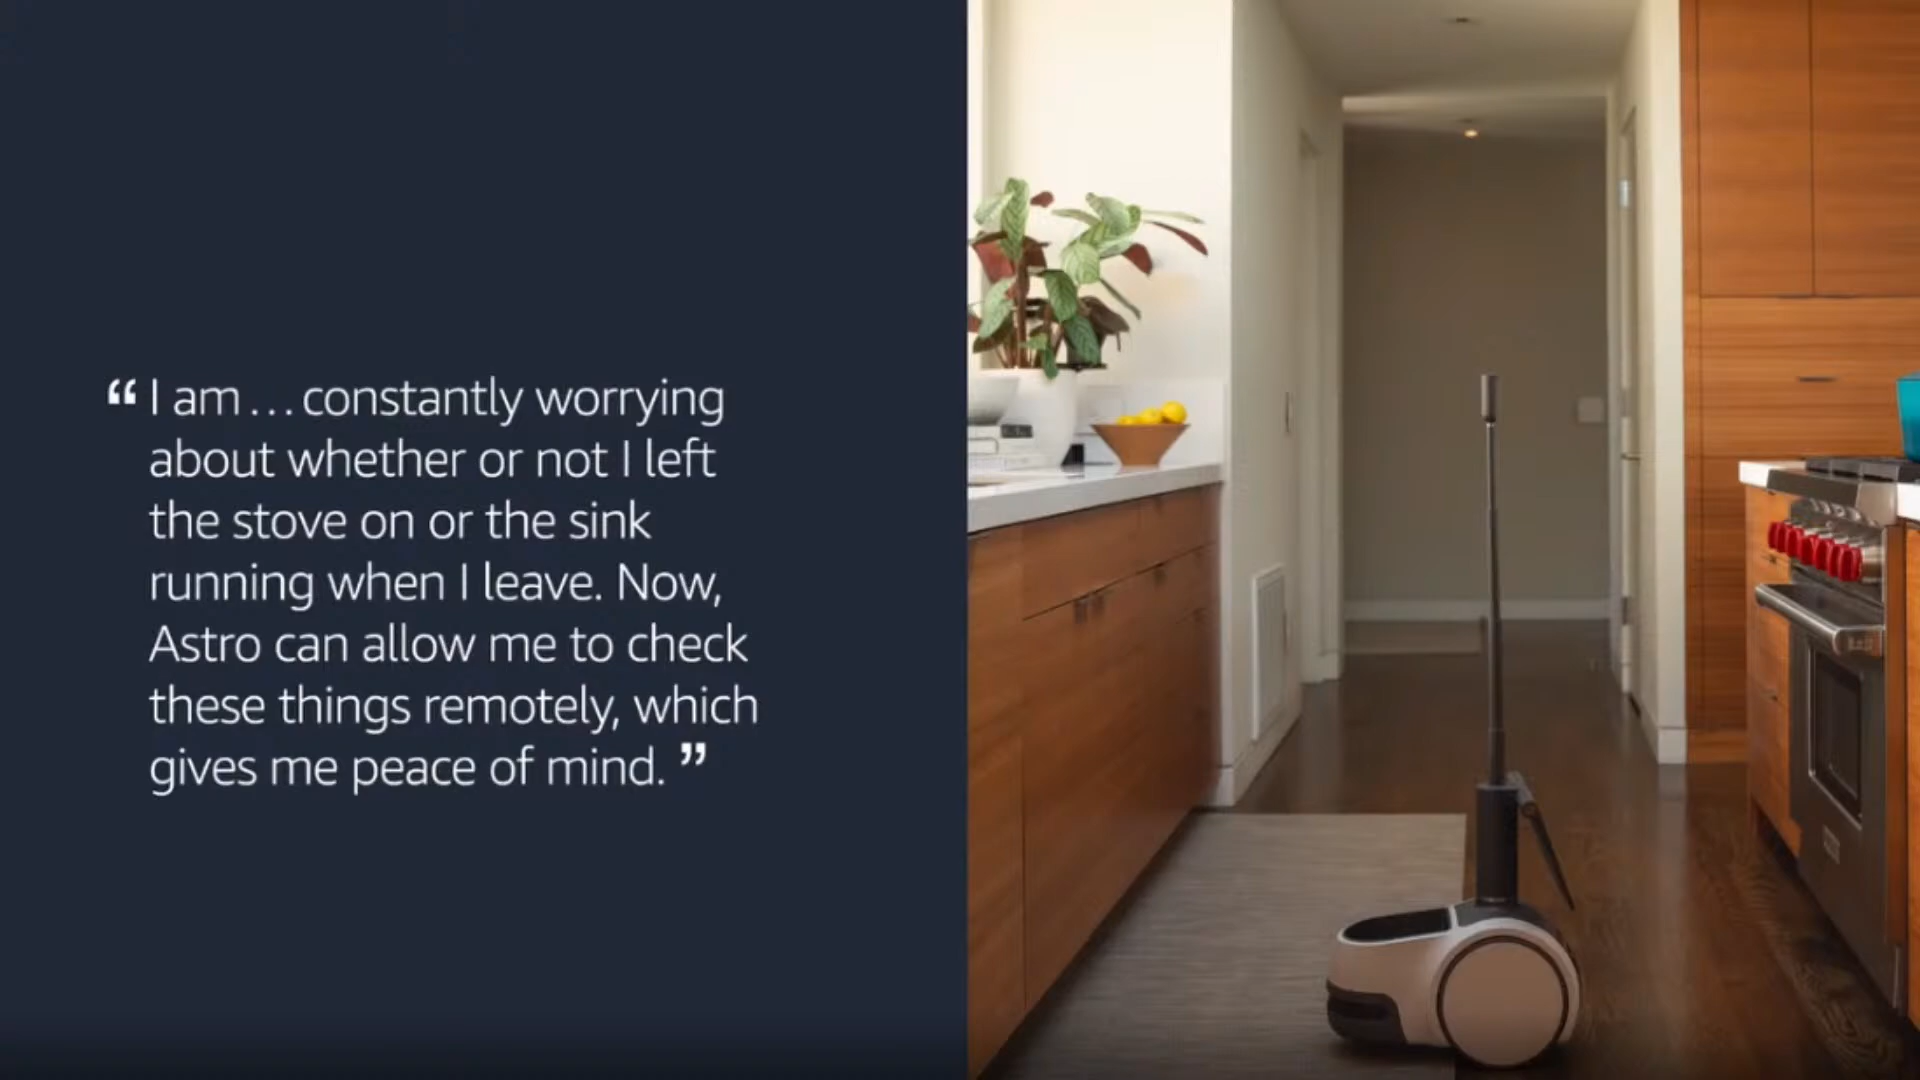 “ I am... constantly worrying
about whether or not I left
the stove on or the sink
running when I leave. Now,
Astro can allow me to check
these things remotely, which
gives me peace of mind. ”